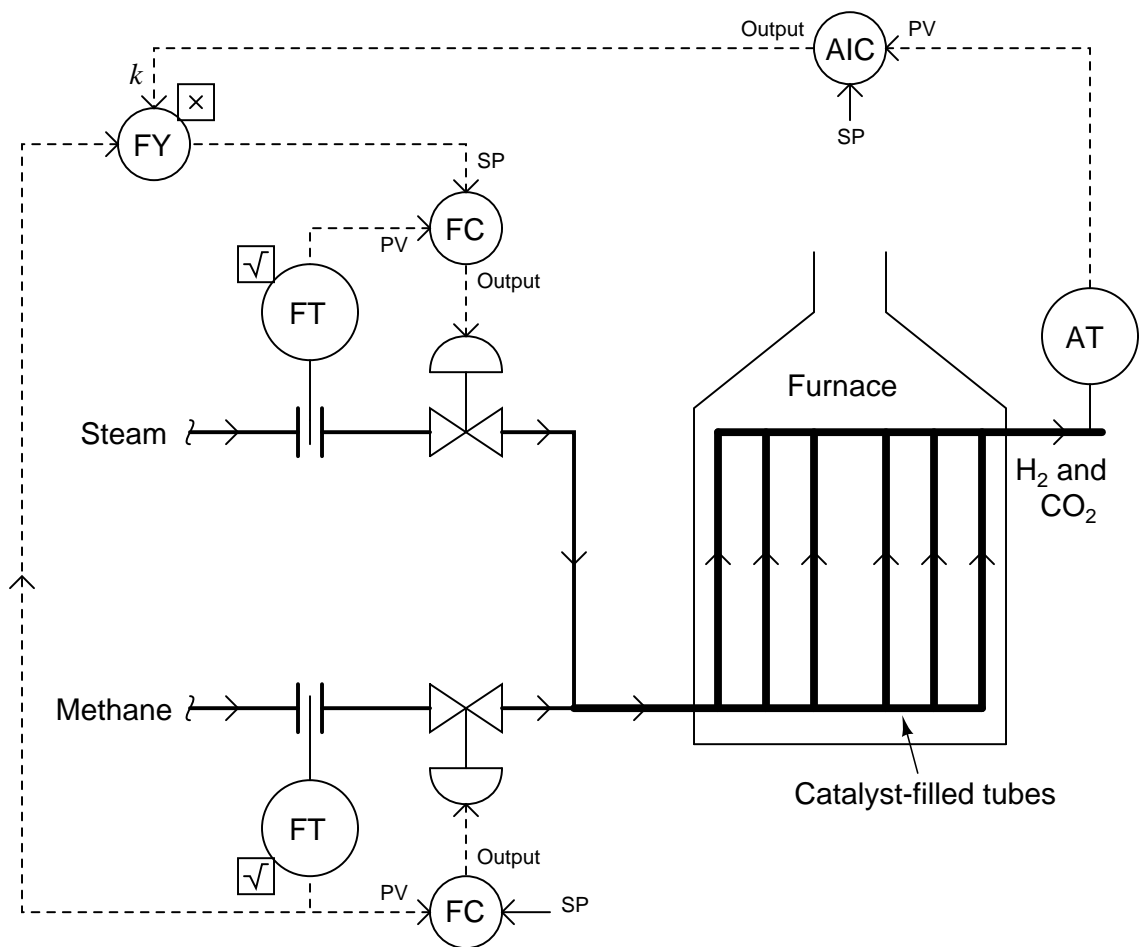 Output
AIC
PV
k
×
FY
SP
SP
FC
PV
√
Output
FT
AT
Furnace
Steam
H₂ and
CO₂
Methane
Catalyst-filled tubes
FT
Output
√
PV
FC
SP